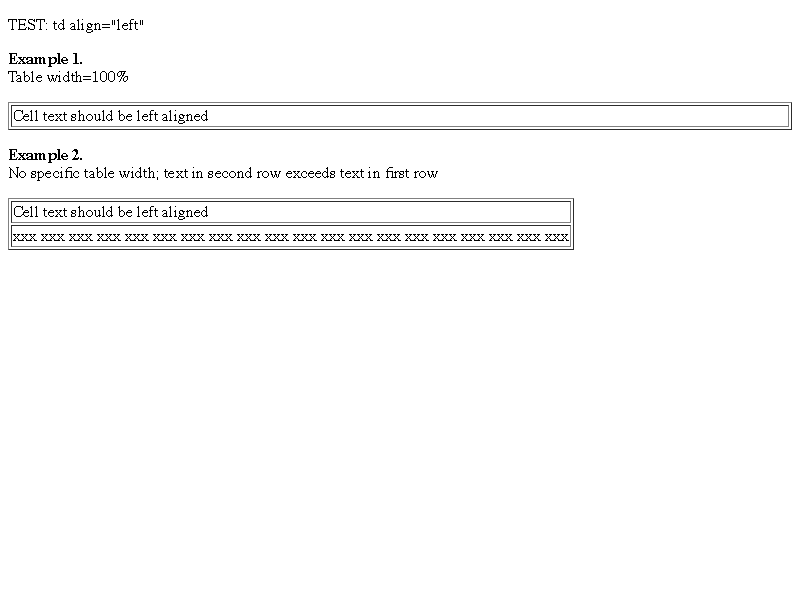 TEST: td align="left"
Example 1.
Table width=100%
Cell text should be left aligned
Example 2.
No specific table width; text in second row exceeds text in first row
Cell text should be left aligned
xxx xxx xxx xxx xxx xxx xxx xxx xxx xxx xxx xxx xxx xxx xxx xxx xxx xxx xxx xxx